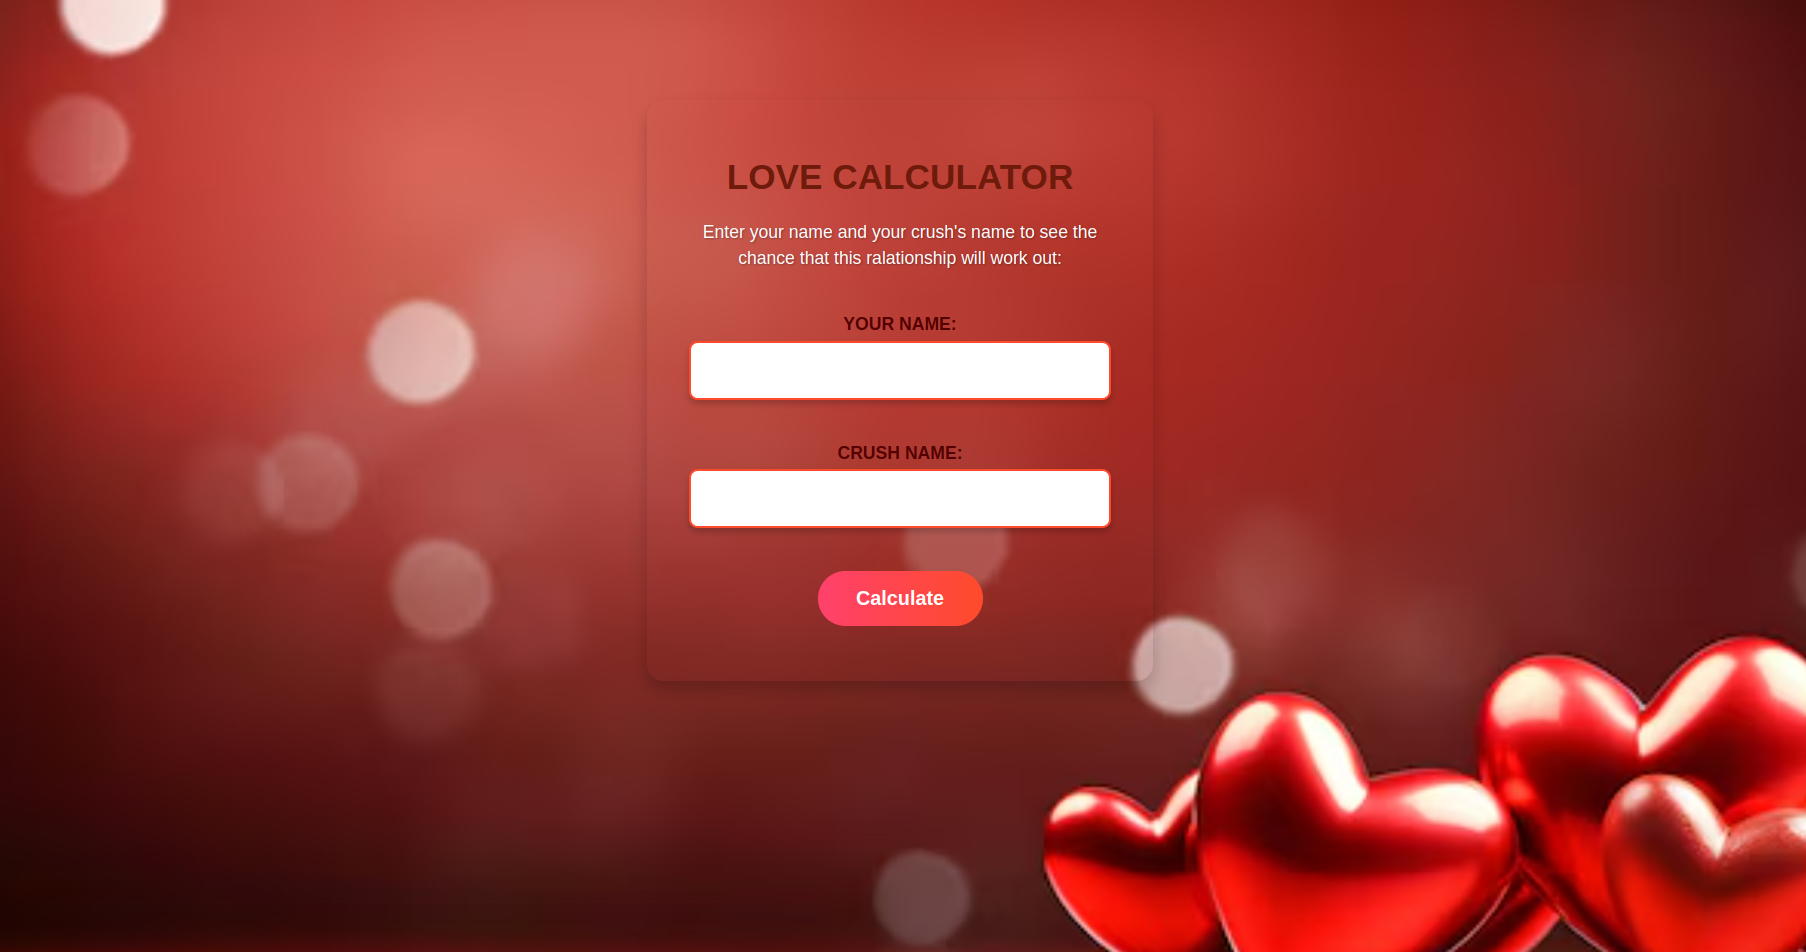 LOVE CALCULATOR
Enter your name and your crush's name to see the
chance that this ralationship will work out:
YOUR NAME:
CRUSH NAME:
Calculate